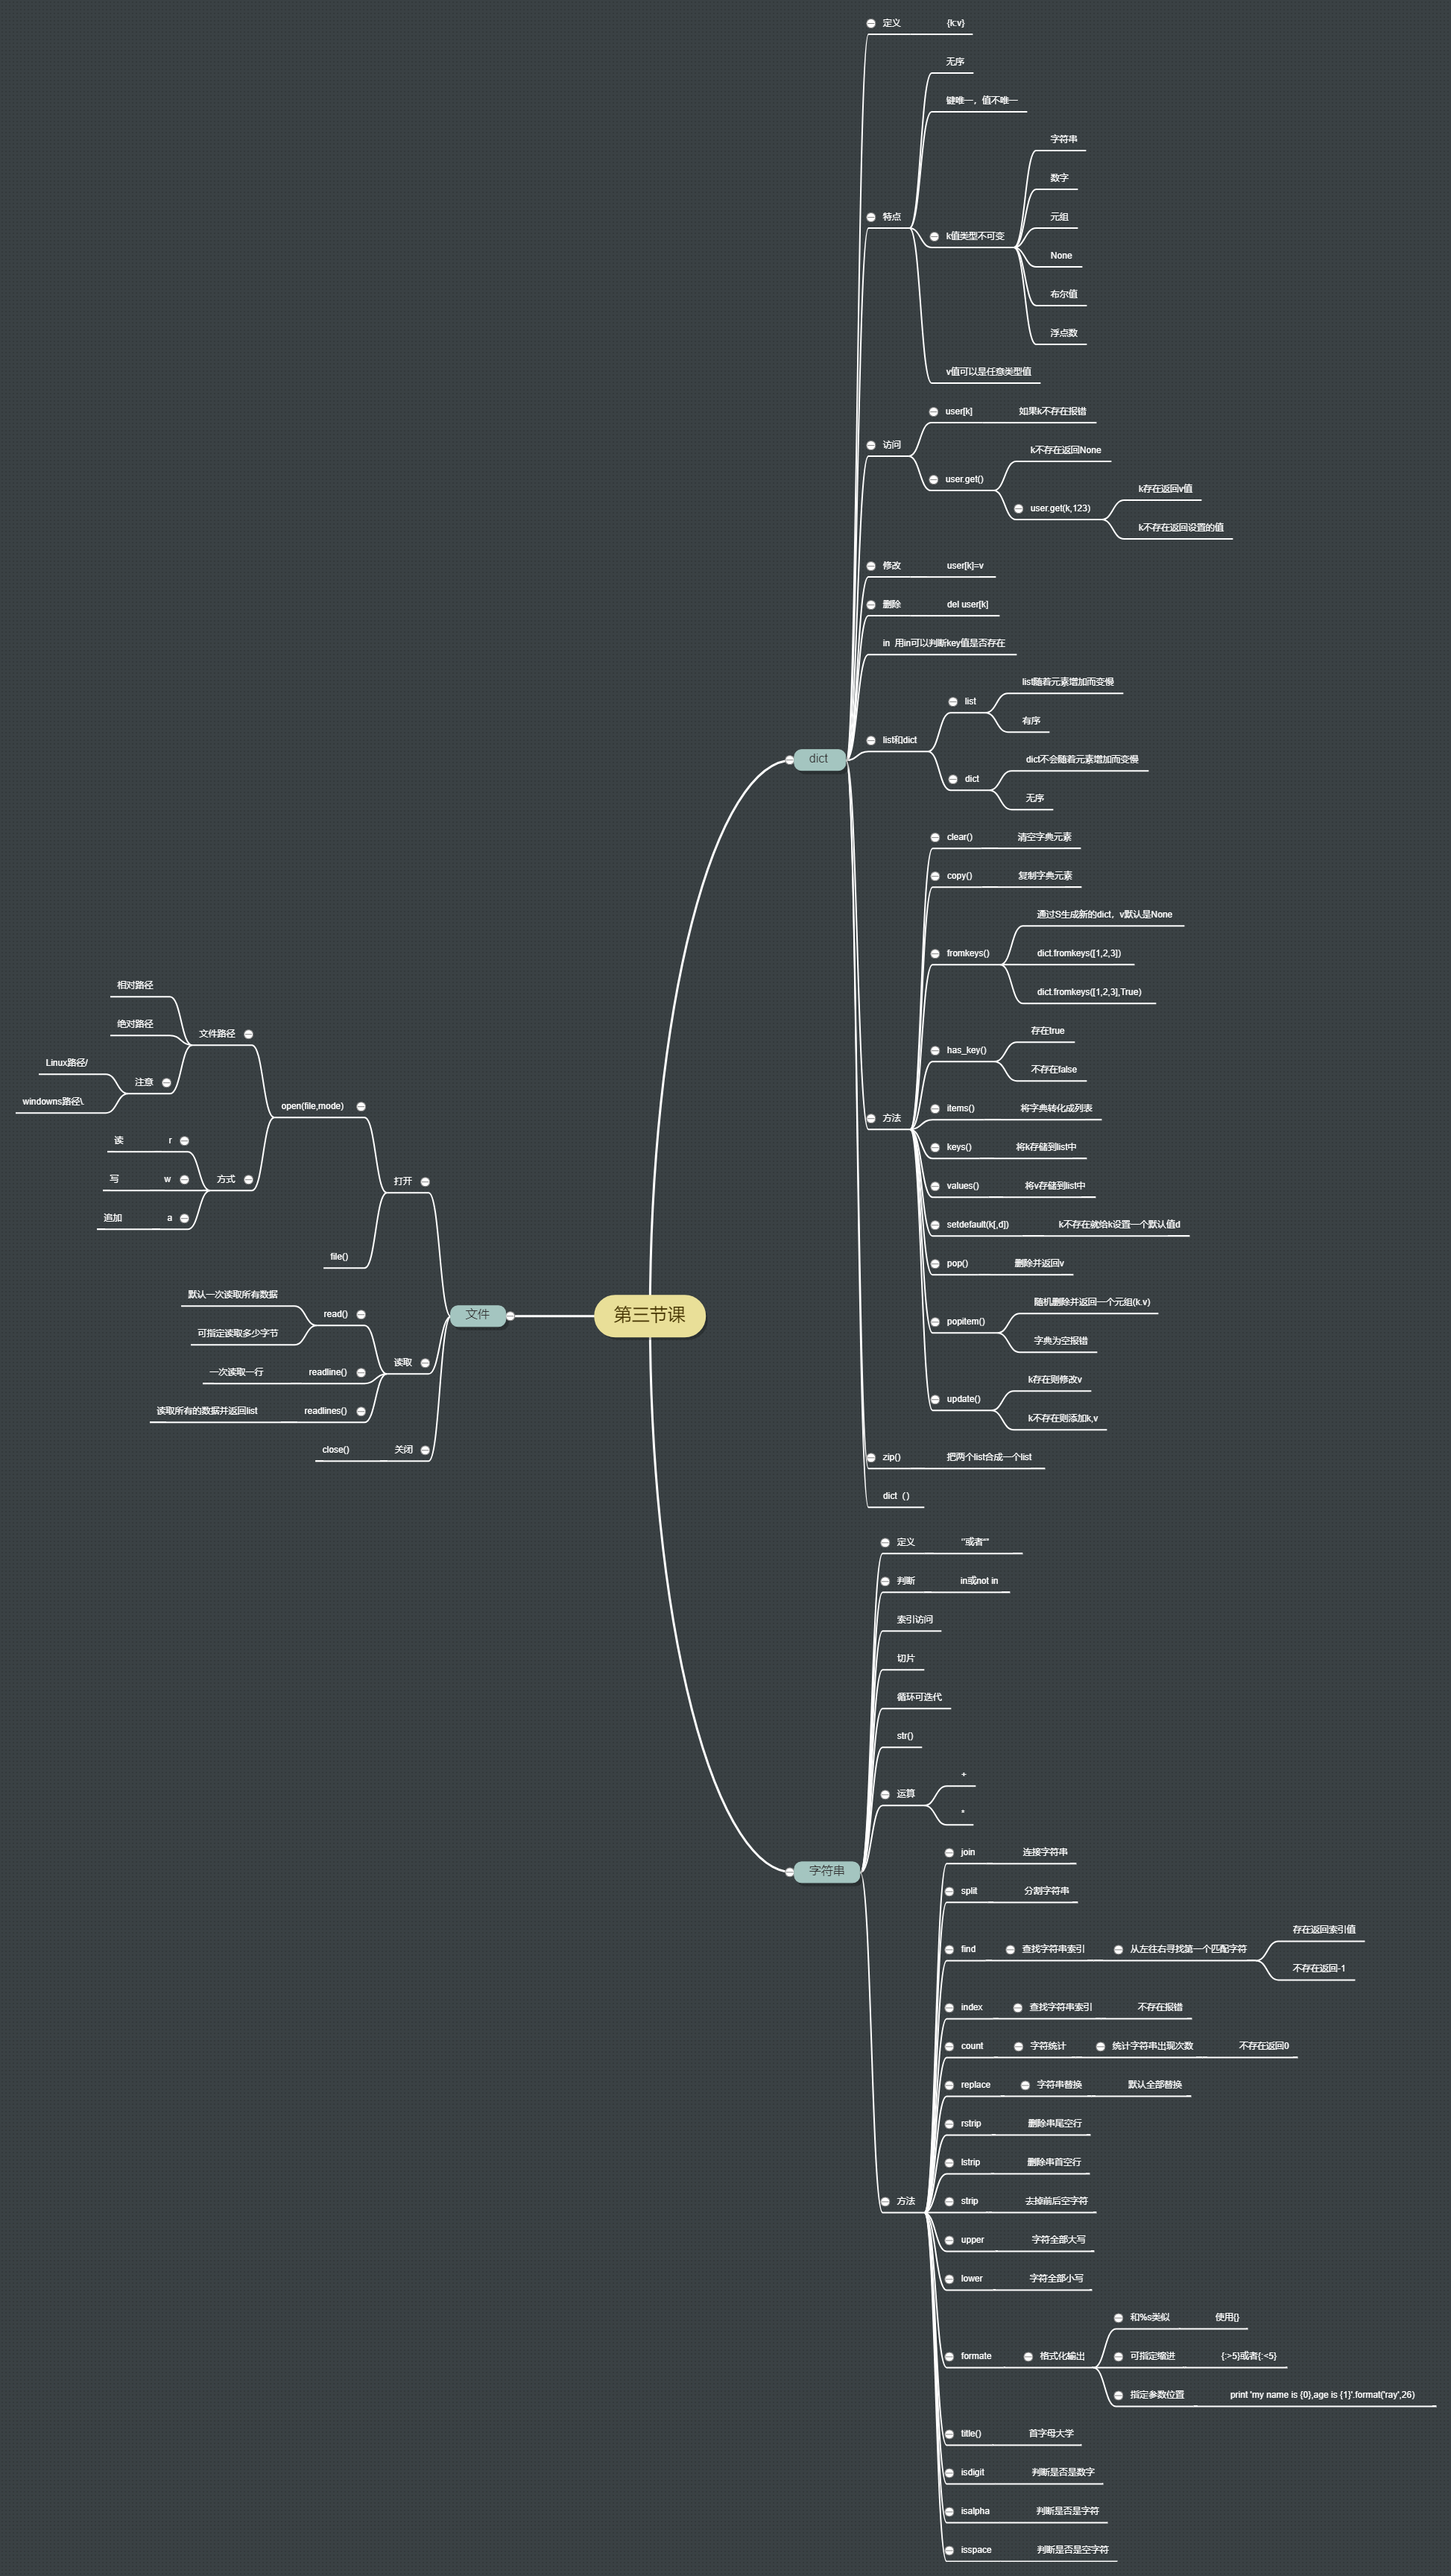 第三节课
dict
定义 {k:v}
特点
无序
键唯一，值不唯一
k值类型不可变
字符串
数字
元组
None
布尔值
浮点数
v值可以是任意类型值
访问
user[k] 如果k不存在报错
user.get()
k不存在返回None
user.get(k,123)
k存在返回v值
k不存在返回设置的值
修改 user[k]=v
删除 del user[k]
in 用in可以判断key值是否存在
list和dict
list
list随着元素增加而变慢
有序
dict
dict不会随着元素增加而变慢
无序
方法
clear() 清空字典元素
copy() 复制字典元素
fromkeys()
通过S生成新的dict，v默认是None
dict.fromkeys([1,2,3])
dict.fromkeys([1,2,3],True)
has_key()
存在true
不存在false
items() 将字典转化成列表
keys() 将k存储到list中
values() 将v存储到list中
setdefault(k[,d]) k不存在就给k设置一个默认值d
pop() 删除并返回v
popitem()
随机删除并返回一个元组(k.v)
字典为空报错
update()
k存在则修改v
k不存在则添加k,v
zip() 把两个list合成一个list
dict（）
文件
打开
open(file,mode)
文件路径
相对路径
绝对路径
注意
Linux路径/
windowns路径\
方式
r 读
w 写
a 追加
file()
读取
read()
默认一次读取所有数据
可指定读取多少字节
readline() 一次读取一行
readlines() 读取所有的数据并返回list
关闭 close()
字符串
定义 ''或者""
判断 in或not in
索引访问
切片
循环可迭代
str()
运算
+
*
方法
join 连接字符串
split 分割字符串
find 查找字符串索引 从左往右寻找第一个匹配字符
存在返回索引值
不存在返回-1
index 查找字符串索引 不存在报错
count 字符统计 统计字符串出现次数 不存在返回0
replace 字符串替换 默认全部替换
rstrip 删除串尾空行
lstrip 删除串首空行
strip 去掉前后空字符
upper 字符全部大写
lower 字符全部小写
formate 格式化输出
和%s类似 使用{}
可指定缩进 {:>5}或者{:<5}
指定参数位置 print 'my name is {0},age is {1}'.format('ray',26)
title() 首字母大学
isdigit 判断是否是数字
isalpha 判断是否是字符
isspace 判断是否是空字符